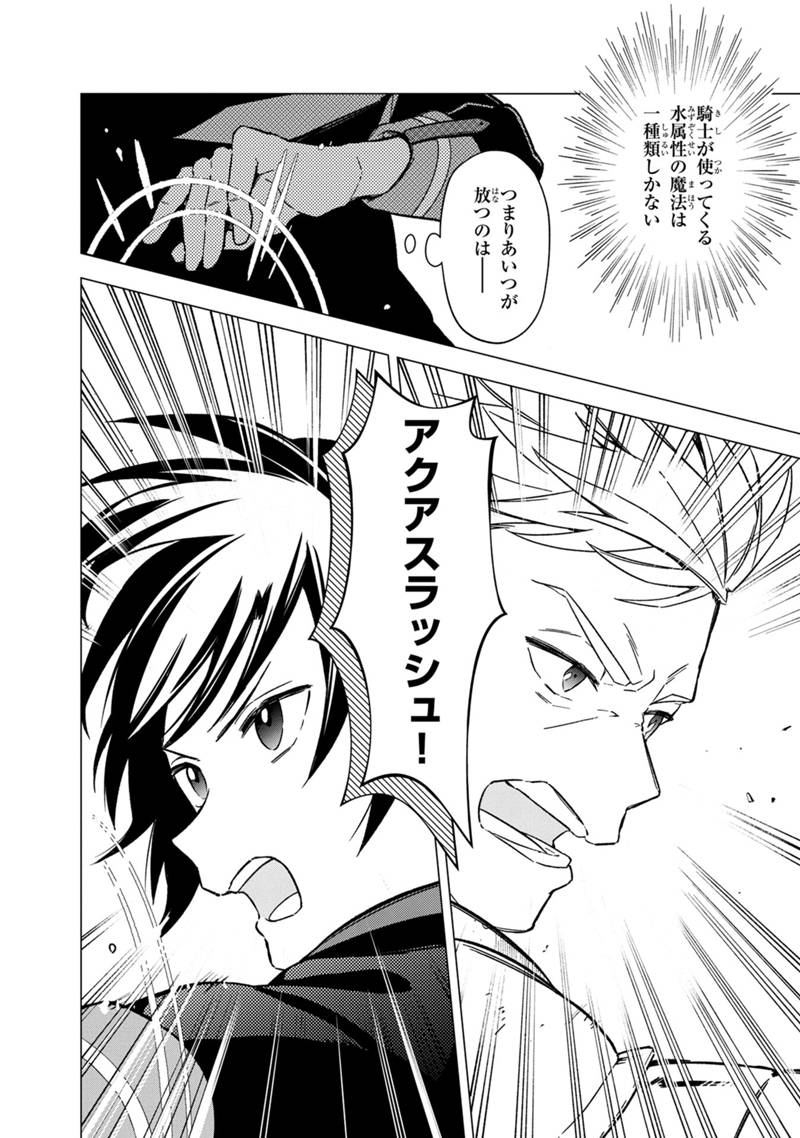 騎士が使ってくる
水属性の魔法は
一種類しかない
つまりあいつが
放つのは──
アクアスラッシュ！